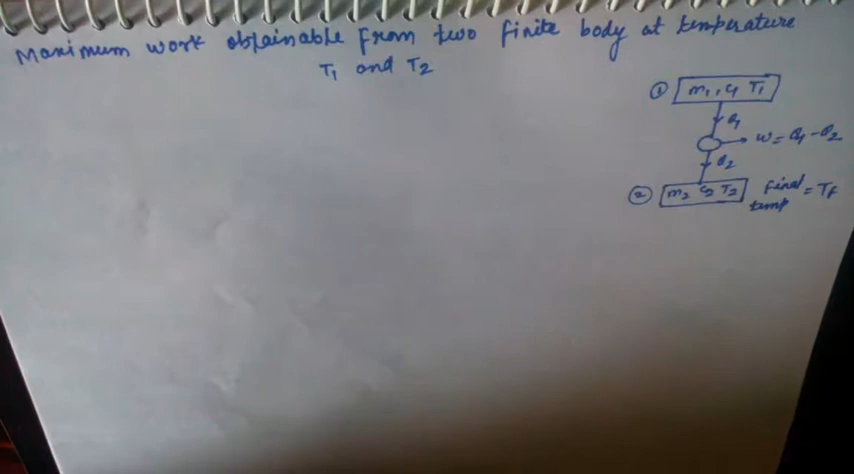 Maximum work obtainable from two finite body at temperature
T1 and T2
① m1, c1 T1
Q1
W = Q1 - Q2
Q2
② m2 c2 T2
Final temp = Tf